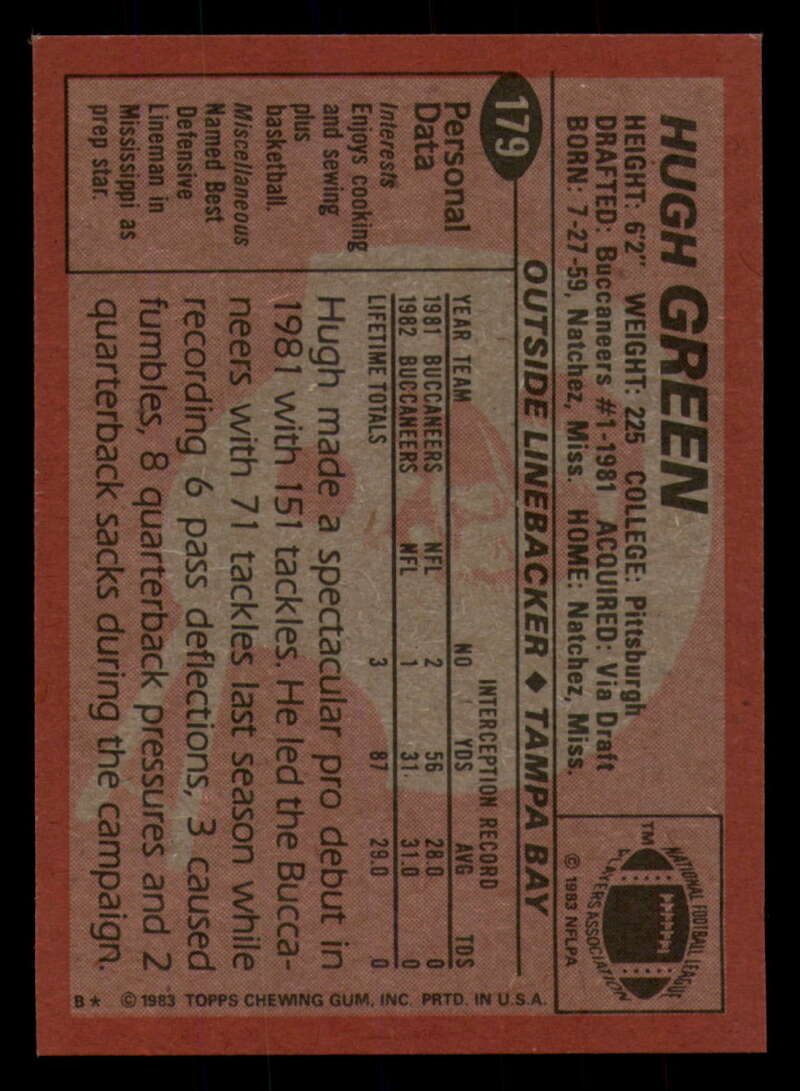 HUGH GREEN
HEIGHT: 6'2" WEIGHT: 225 COLLEGE: Pittsburgh
DRAFTED: Buccaneers #1-1981 ACQUIRED: Via Draft
BORN: 7-27-59, Natchez, Miss. HOME: Natchez, Miss.
NATIONAL FOOTBALL LEAGUE
PLAYERS ASSOCIATION
TM
© 1983 NFLPA
179
OUTSIDE LINEBACKER ♦ TAMPA BAY
Personal
Data
Interests
Enjoys cooking
and sewing
plus
basketball.
Miscellaneous
Named Best
Defensive
Lineman in
Mississippi as
prep star.
INTERCEPTION RECORD
YEAR TEAM NO YDS AVG TDS
1981 BUCCANEERS NFL 2 56 28.0 0
1982 BUCCANEERS NFL 1 31 31.0 0
LIFETIME TOTALS 3 87 29.0 0
Hugh made a spectacular pro debut in
1981 with 151 tackles. He led the Bucca-
neers with 71 tackles last season while
recording 6 pass deflections, 3 caused
fumbles, 8 quarterback pressures and 2
quarterback sacks during the campaign.
B* © 1983 TOPPS CHEWING GUM, INC. PRTD. IN U.S.A.